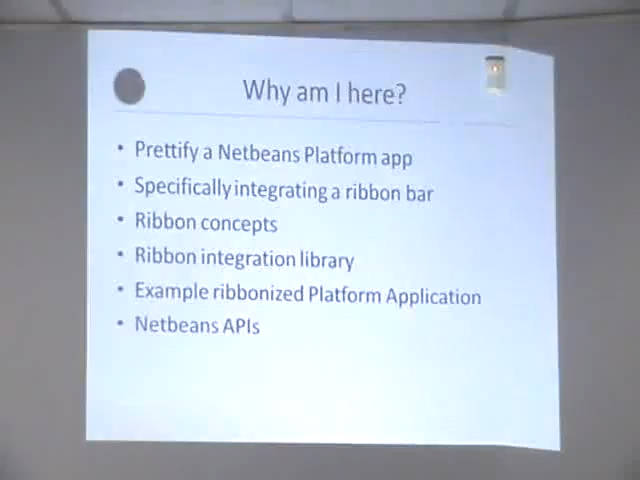 Why am I here?
• Prettify a Netbeans Platform app
• Specifically integrating a ribbon bar
• Ribbon concepts
• Ribbon integration library
• Example ribbonized Platform Application
• Netbeans APIs